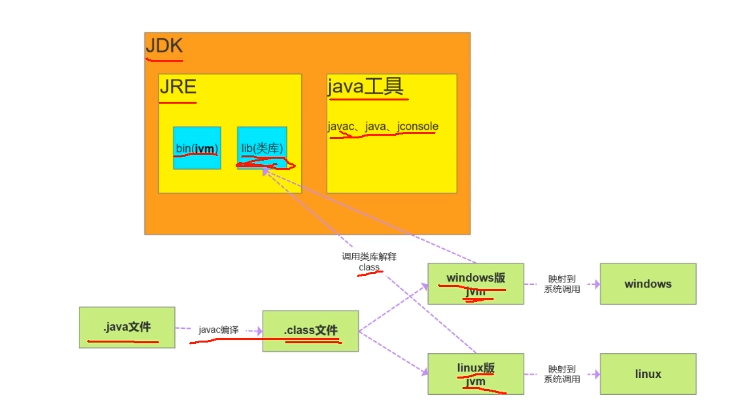 JDK
JRE
java工具
javac、java、jconsole
bin(jvm)
lib(类库)
调用类库解释
class
windows版
jvm
映射到
系统调用
windows
.java文件
javac编译
.class文件
linux版
jvm
映射到
系统调用
linux